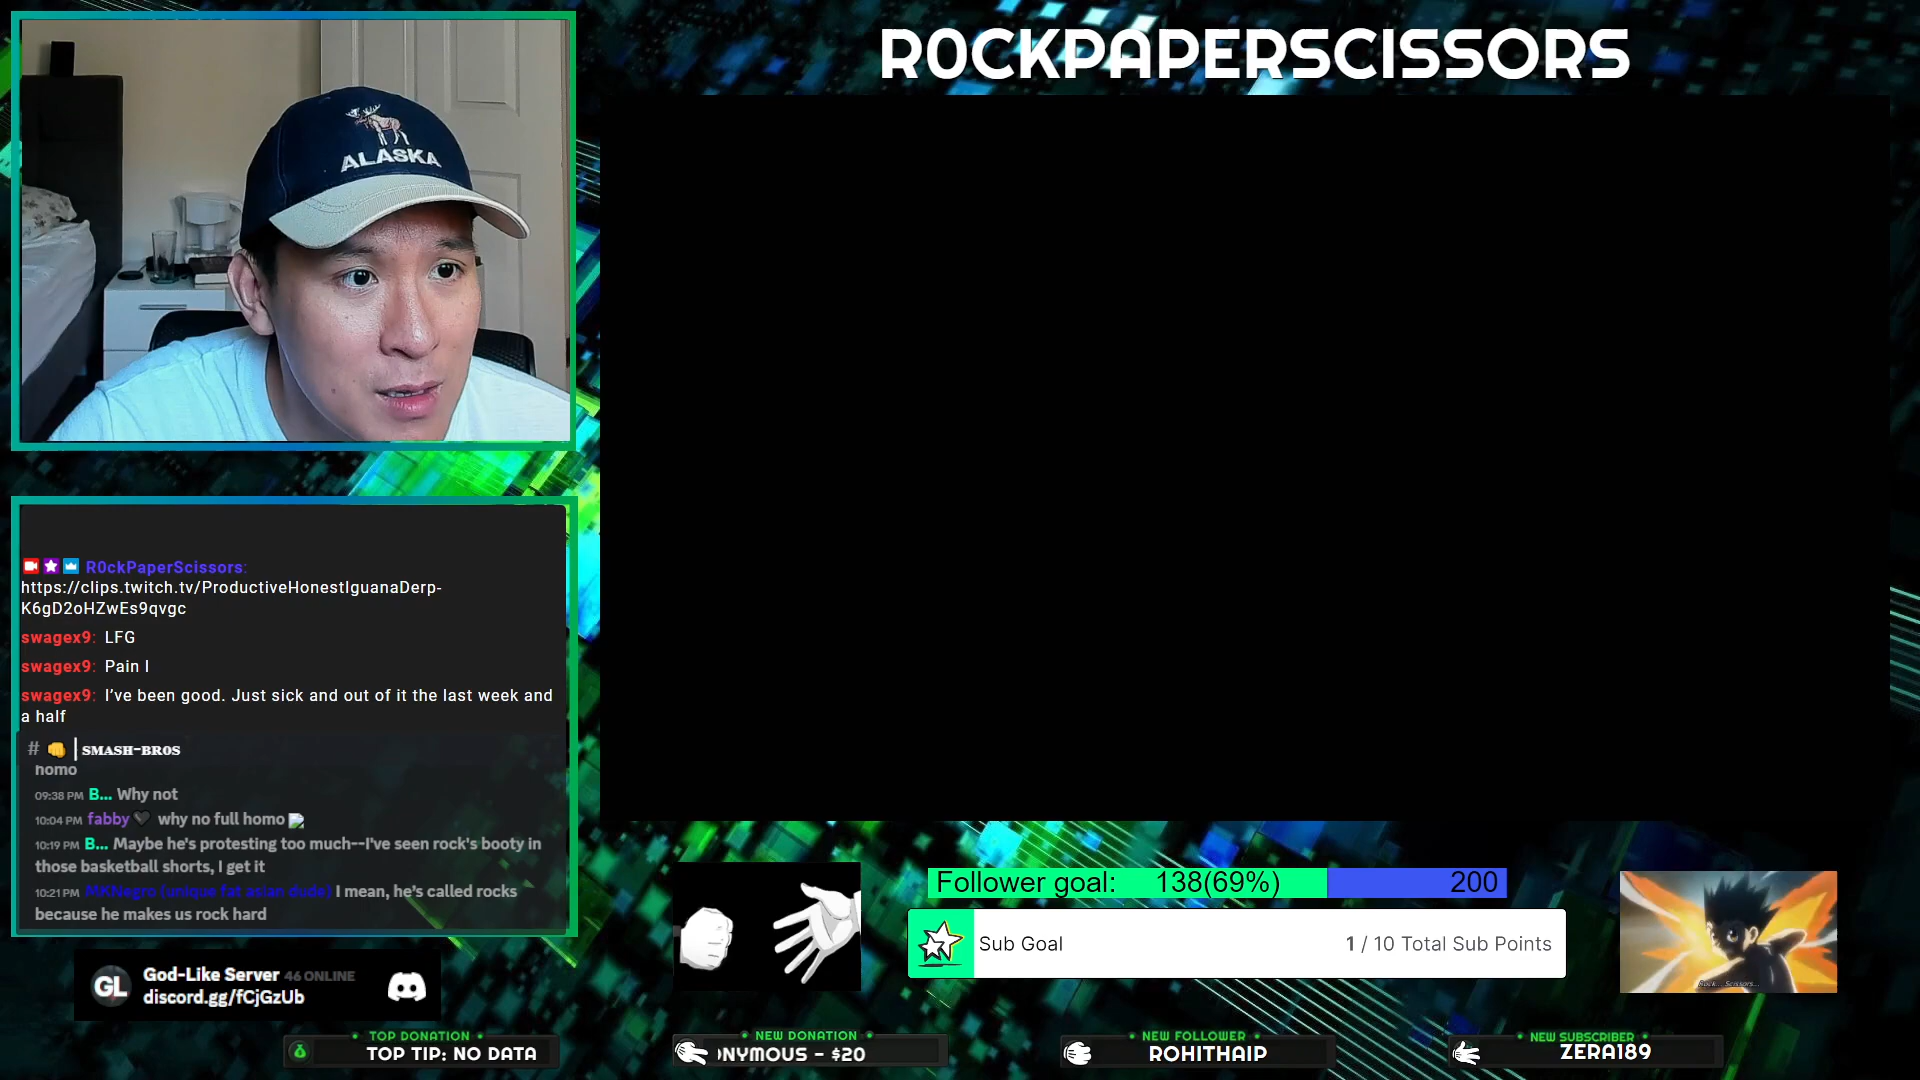 R0CKPAPERSCISSORS
ALASKA
R0ckPaperScissors:
https://clips.twitch.tv/ProductiveHonestIguanaDerp-
K6gD2oHZwEs9qvgc
swagex9: LFG
swagex9: Pain I
swagex9: I've been good. Just sick and out of it the last week and
a half
# 👊 | SMASH-BROS
homo
09:38 PM B... Why not
10:04 PM fabby🖤 why no full homo
10:19 PM B... Maybe he's protesting too much--I've seen rock's booty in
those basketball shorts, I get it
10:21 PM MKNegro (unique fat asian dude) I mean, he's called rocks
because he makes us rock hard
Follower goal: 138(69%) 200
Sub Goal 1 / 10 Total Sub Points
Rock... Scissors...
GL
God-Like Server 46 ONLINE
discord.gg/fCjGzUb
TOP DONATION
TOP TIP: NO DATA
NEW DONATION
NYMOUS - $20
NEW FOLLOWER
ROHITHAIP
NEW SUBSCRIBER
ZERA189